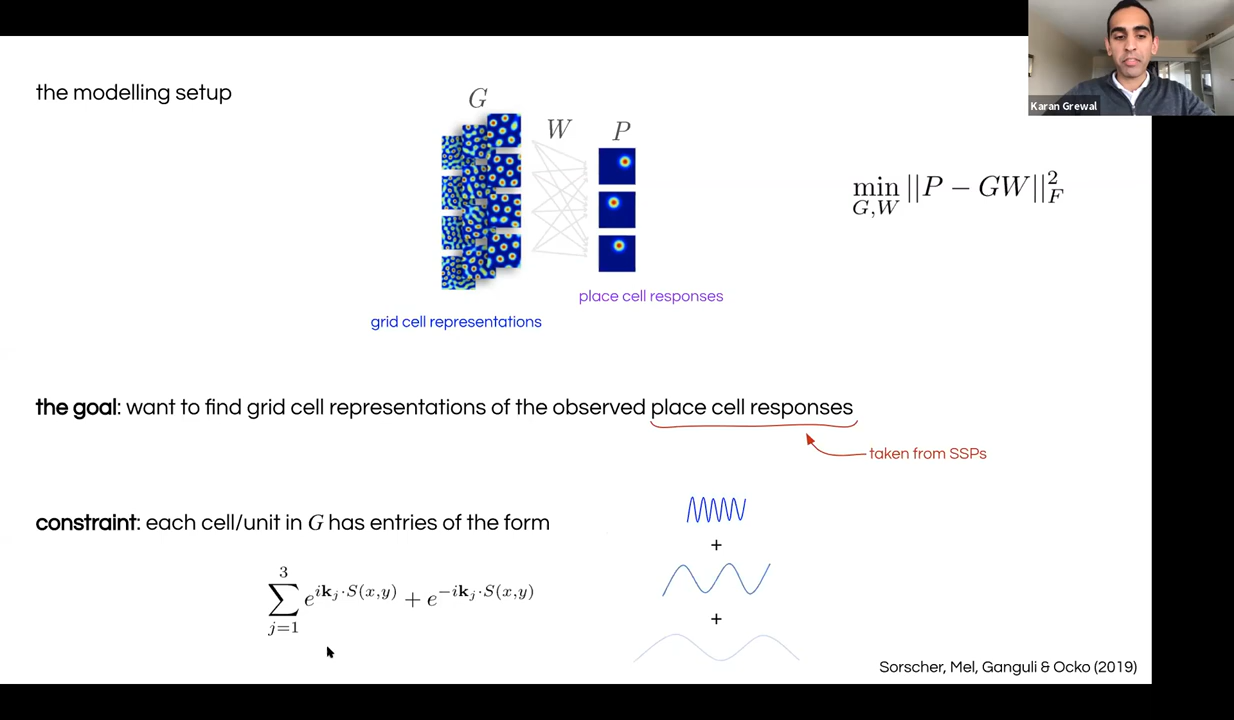 Karan Grewal
the modelling setup
G
W
P
min ||P − GW||²_F
G,W
place cell responses
grid cell representations
the goal: want to find grid cell representations of the observed place cell responses
taken from SSPs
constraint: each cell/unit in G has entries of the form
+
3
∑ e^{i𝐤_j·S(x,y)} + e^{−i𝐤_j·S(x,y)}
j=1
+
Sorscher, Mel, Ganguli & Ocko (2019)